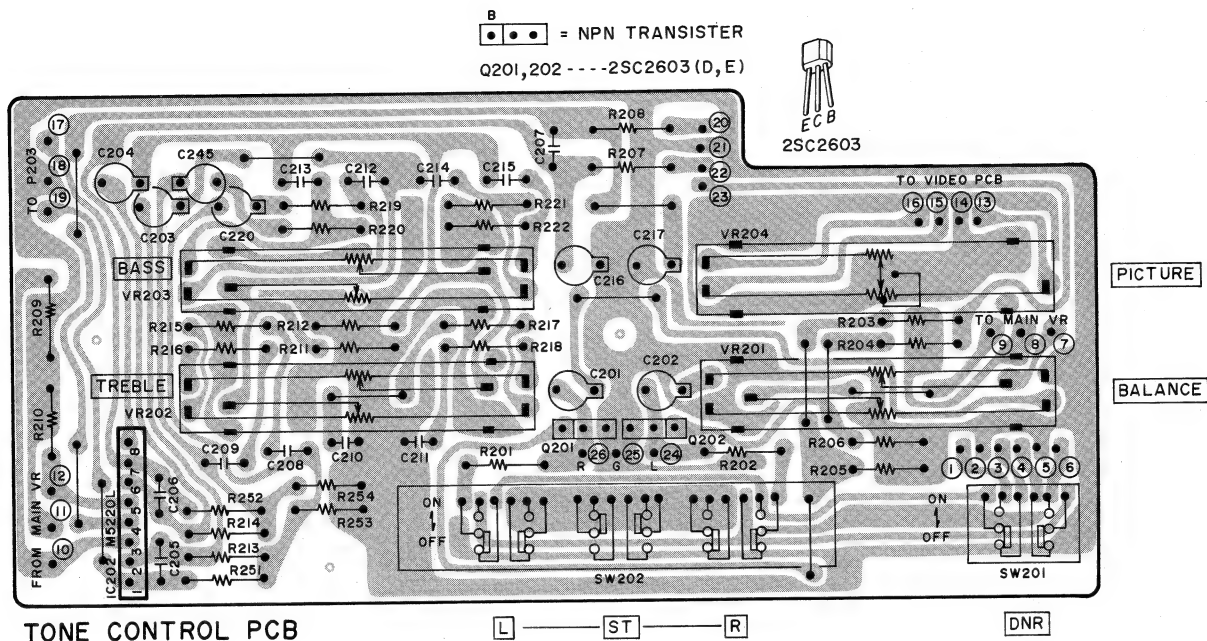 B
= NPN TRANSISTER
Q201,202 ----2SC2603(D,E)
ECB
2SC2603
17
18
19
TO P203
C204
C245
C213
C212
C214
C215
C207
R208
R207
20
21
22
23
C203
C220
R219
R220
R221
R222
TO VIDEO PCB
16 15 14 13
BASS
VR203
C216
C217
VR204
PICTURE
R209
R215
R212
R217
R216
R211
R218
R203
R204
TO MAIN VR
9 8 7
TREBLE
VR202
C201
C202
VR201
BALANCE
R210
Q201
Q202
R 26 G 25 L 24
C209
C208
C210
C211
R201
R202
R206
R205
1 2 3 4 5 6
12
11
10
FROM MAIN VR
IC202 M5220L
1 2 3 4 5 6 7 8
C206
C205
R252
R214
R213
R251
R254
R253
ON
OFF
SW202
ON
OFF
SW201
TONE CONTROL PCB
L ST R
DNR